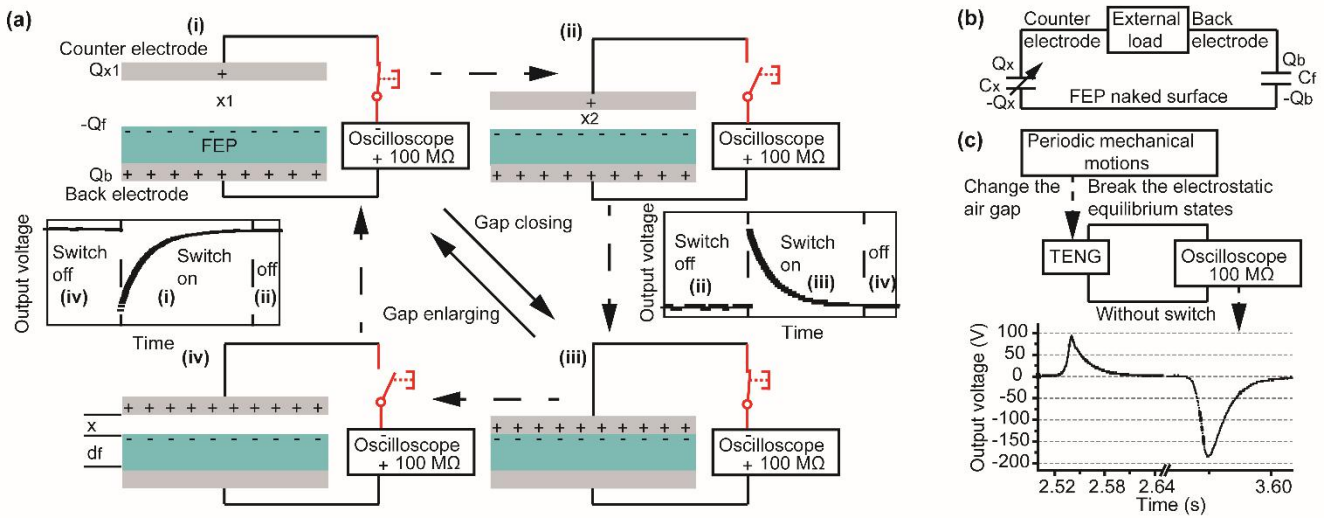 (a)
(i)
Counter electrode
Qx1
+
x1
-Qf
- - - - - - - - -
FEP
Qb
+ + + + + + + + +
Back electrode
-
Oscilloscope
+ 100 MΩ
(ii)
+
x2
- - - - - - - - -
+ + + + + + + + +
-
Oscilloscope
+ 100 MΩ
Output voltage
Switch off (iv)
Switch on (i)
off (ii)
Time
Gap closing
Gap enlarging
Output voltage
Switch off (ii)
Switch on (iii)
off (iv)
Time
(iv)
+ + + + + + + + +
x
- - - - - - - - -
df
-
Oscilloscope
+ 100 MΩ
(iii)
+ + + + + + + + +
- - - - - - - - -
-
Oscilloscope
+ 100 MΩ
(b)
Counter electrode
External load
Back electrode
Qx
Cx
-Qx
Qb
Cf
-Qb
FEP naked surface
(c)
Periodic mechanical motions
Change the air gap
Break the electrostatic equilibrium states
TENG
Oscilloscope 100 MΩ
Without switch
Output voltage (V)
100
50
0
-50
-100
-150
-200
2.52 2.58 2.64 3.60
Time (s)